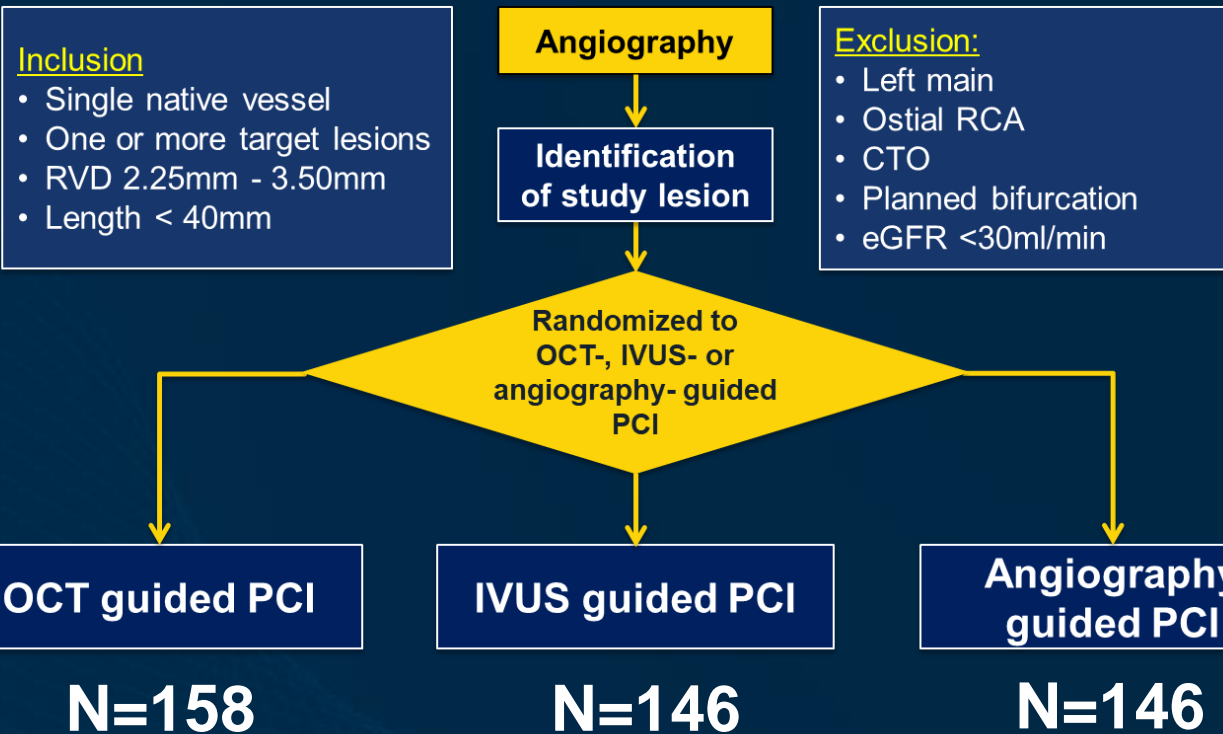 Inclusion
• Single native vessel
• One or more target lesions
• RVD 2.25mm - 3.50mm
• Length < 40mm
Angiography
Identification
of study lesion
Exclusion:
• Left main
• Ostial RCA
• CTO
• Planned bifurcation
• eGFR <30ml/min
Randomized to
OCT-, IVUS- or
angiography- guided
PCI
OCT guided PCI
IVUS guided PCI
Angiography
guided PCI
N=158
N=146
N=146